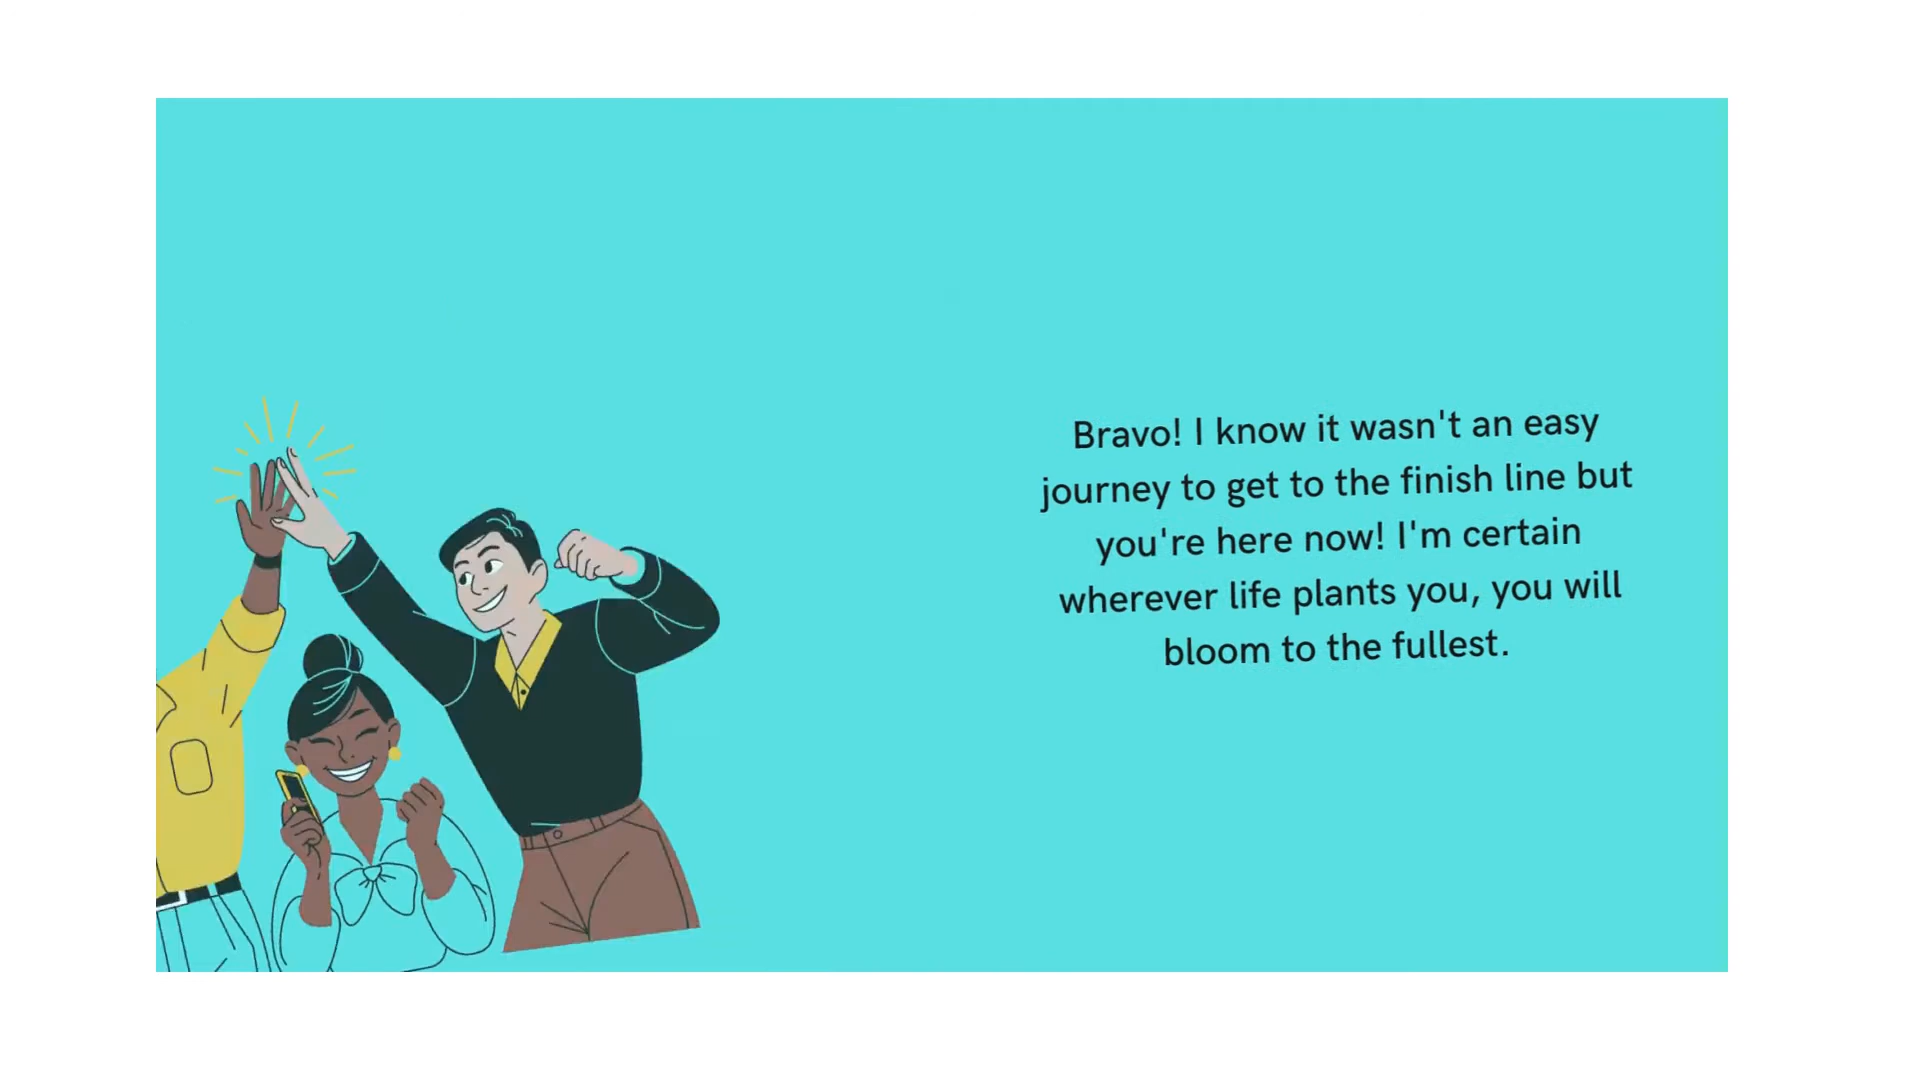 Bravo! I know it wasn't an easy
journey to get to the finish line but
you're here now! I'm certain
wherever life plants you, you will
bloom to the fullest.